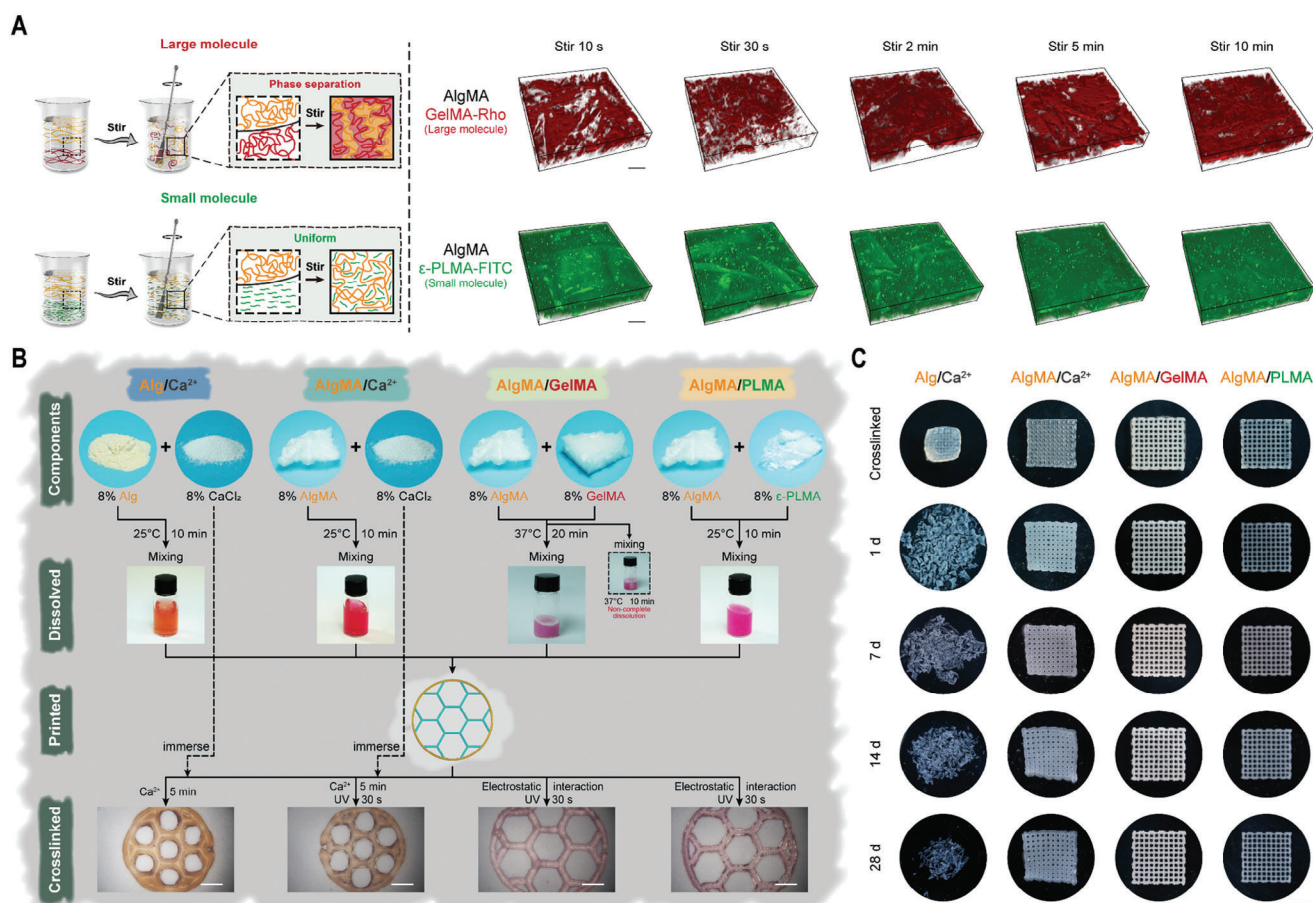 A
Large molecule
Stir
Phase separation
Stir
Small molecule
Stir
Uniform
Stir
Stir 10 s
Stir 30 s
Stir 2 min
Stir 5 min
Stir 10 min
AlgMA
GelMA-Rho
(Large molecule)
AlgMA
ε-PLMA-FITC
(Small molecule)
B
Alg/Ca²⁺
AlgMA/Ca²⁺
AlgMA/GelMA
AlgMA/PLMA
Components
+
+
+
+
8% Alg
8% CaCl₂
8% AlgMA
8% CaCl₂
8% AlgMA
8% GelMA
8% AlgMA
8% ε-PLMA
25°C 10 min
Mixing
25°C 10 min
Mixing
37°C 20 min
Mixing
mixing
37°C 10 min
Non-complete
dissolution
25°C 10 min
Mixing
Dissolved
Printed
immerse
immerse
Ca²⁺ 5 min
Ca²⁺ 5 min
UV 30 s
Electrostatic interaction
UV 30 s
Electrostatic interaction
UV 30 s
Crosslinked
C
Alg/Ca²⁺
AlgMA/Ca²⁺
AlgMA/GelMA
AlgMA/PLMA
Crosslinked
1 d
7 d
14 d
28 d